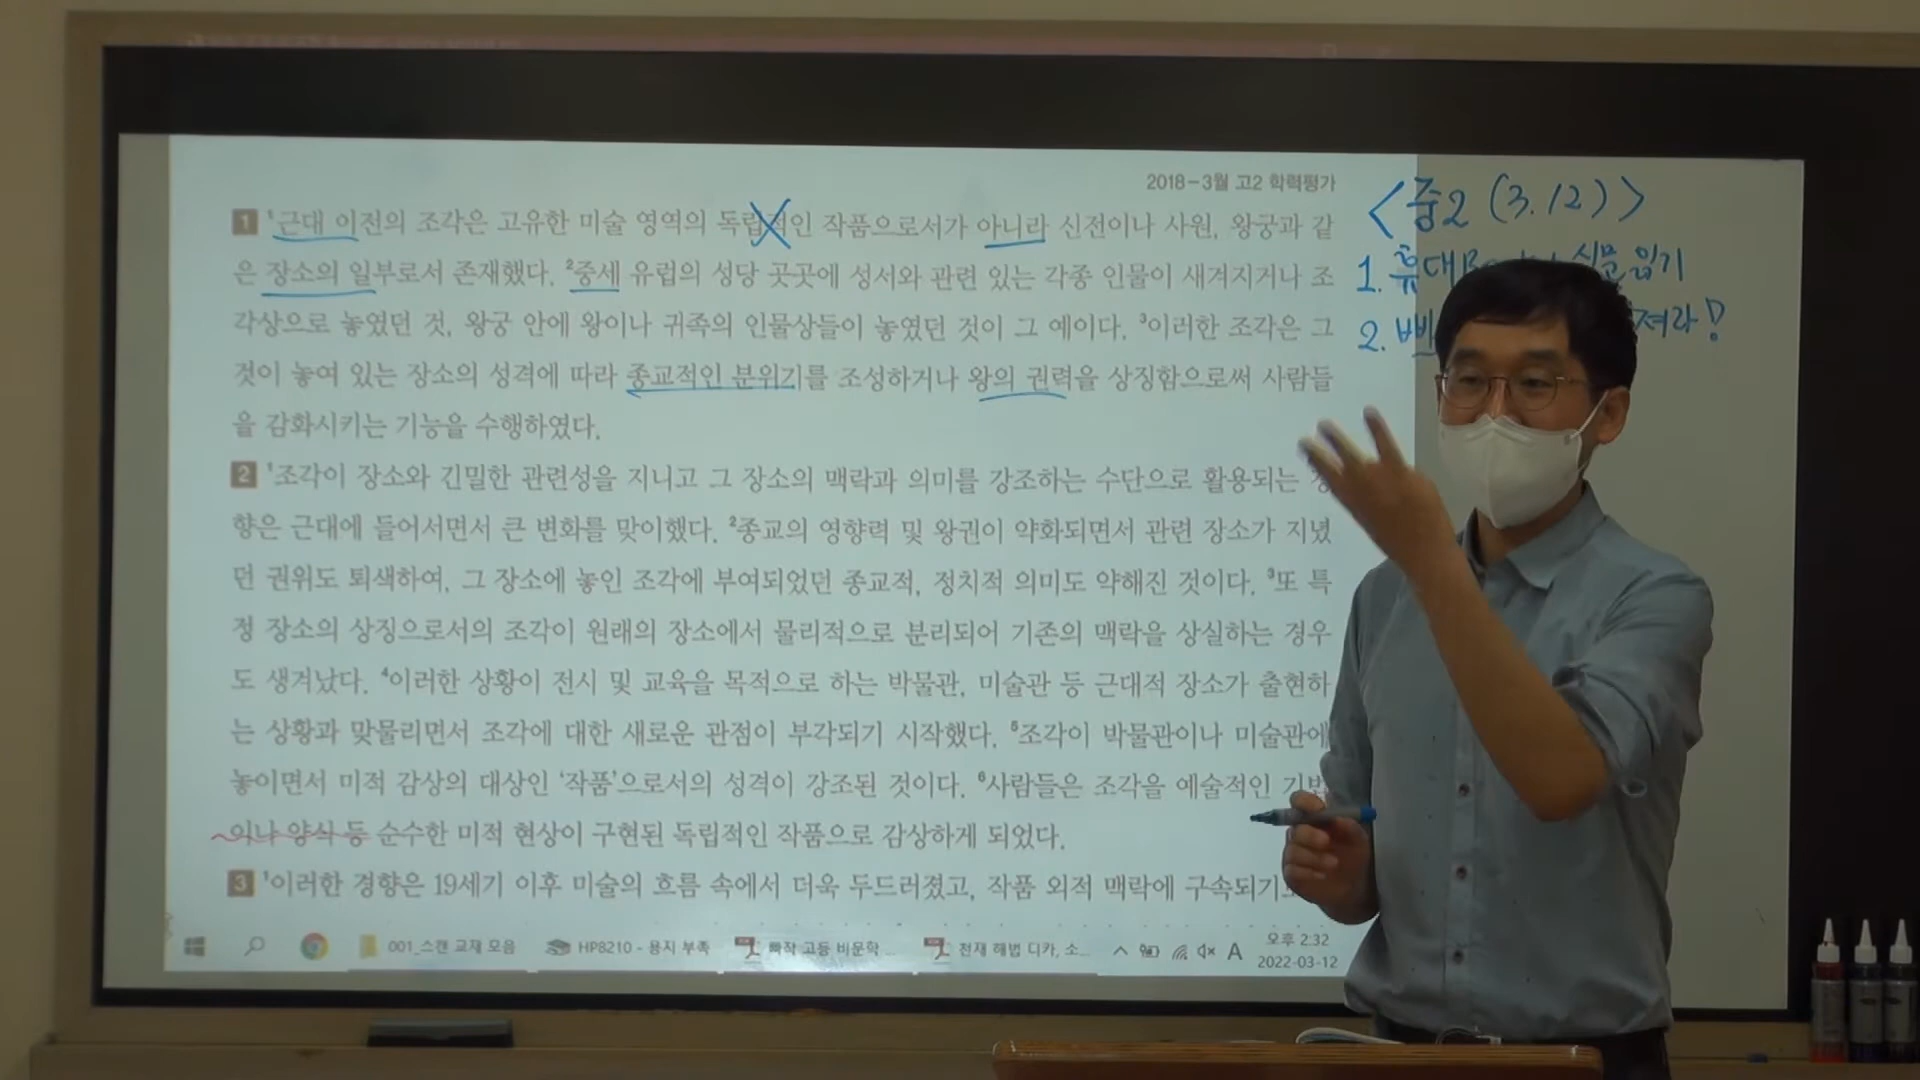 2018-3월 고2 학력평가
1 ¹근대 이전의 조각은 고유한 미술 영역의 독립적인 작품으로서가 아니라 신전이나 사원, 왕궁과 같
은 장소의 일부로서 존재했다. ²중세 유럽의 성당 곳곳에 성서와 관련 있는 각종 인물이 새겨지거나 조
각상으로 놓였던 것, 왕궁 안에 왕이나 귀족의 인물상들이 놓였던 것이 그 예이다. ³이러한 조각은 그
것이 놓여 있는 장소의 성격에 따라 종교적인 분위기를 조성하거나 왕의 권력을 상징함으로써 사람들
을 감화시키는 기능을 수행하였다.
2 ¹조각이 장소와 긴밀한 관련성을 지니고 그 장소의 맥락과 의미를 강조하는 수단으로 활용되는
향은 근대에 들어서면서 큰 변화를 맞이했다. ²종교의 영향력 및 왕권이 약화되면서 관련 장소가 지녔
던 권위도 퇴색하여, 그 장소에 놓인 조각에 부여되었던 종교적, 정치적 의미도 약해진 것이다. ³또 특
정 장소의 상징으로서의 조각이 원래의 장소에서 물리적으로 분리되어 기존의 맥락을 상실하는 경우
도 생겨났다. ⁴이러한 상황이 전시 및 교육을 목적으로 하는 박물관, 미술관 등 근대적 장소가 출현하
는 상황과 맞물리면서 조각에 대한 새로운 관점이 부각되기 시작했다. ⁵조각이 박물관이나 미술관에
놓이면서 미적 감상의 대상인 ‘작품’으로서의 성격이 강조된 것이다. ⁶사람들은 조각을 예술적인 기법
이나 양식 등 순수한 미적 현상이 구현된 독립적인 작품으로 감상하게 되었다.
3 ¹이러한 경향은 19세기 이후 미술의 흐름 속에서 더욱 두드러졌고, 작품 외적 맥락에 구속되기
<중2 (3.12)>
1. 읽기
2. 져라!
001_스캔 교재 모음
HP8210 - 용지 부족
빠작 고등 비문학 ...
천재 해법 디카, 소...
A
오후 2:32
2022-03-12